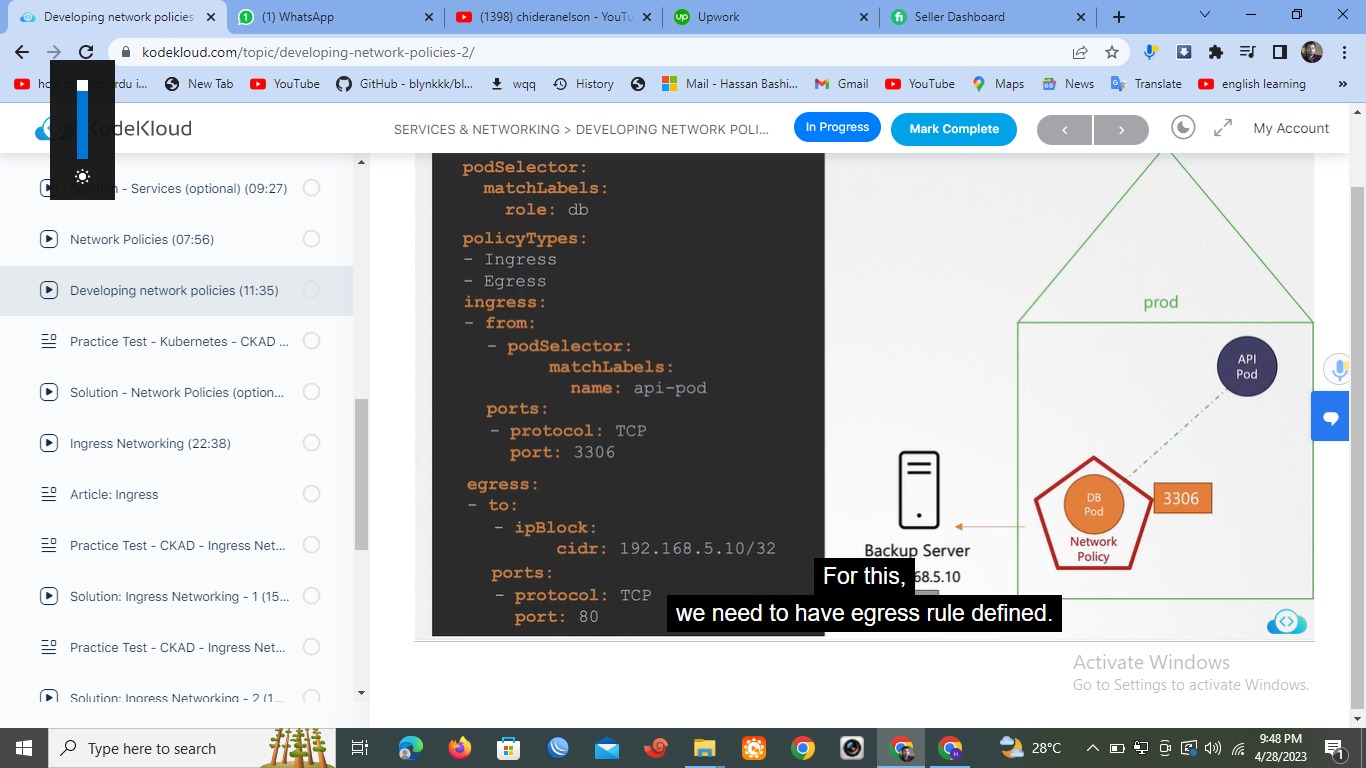 Developing network policies
(1) WhatsApp
(1398) chideranelson - YouTu
Upwork
Seller Dashboard
kodekloud.com/topic/developing-network-policies-2/
urdu i...
New Tab
YouTube
GitHub - blynkkk/bl...
wqq
History
Mail - Hassan Bashi...
Gmail
YouTube
Maps
News
Translate
english learning
»
KodeKloud
SERVICES & NETWORKING > DEVELOPING NETWORK POLI...
In Progress
Mark Complete
My Account
- Services (optional) (09:27)
Network Policies (07:56)
Developing network policies (11:35)
Practice Test - Kubernetes - CKAD ...
Solution - Network Policies (option...
Ingress Networking (22:38)
Article: Ingress
Practice Test - CKAD - Ingress Net...
Solution: Ingress Networking - 1 (15...
Practice Test - CKAD - Ingress Net...
Solution: Ingress Networking - 2 (1...
podSelector:
matchLabels:
role: db
policyTypes:
- Ingress
- Egress
ingress:
- from:
- podSelector:
matchLabels:
name: api-pod
ports:
- protocol: TCP
port: 3306
egress:
- to:
- ipBlock:
cidr: 192.168.5.10/32
ports:
- protocol: TCP
port: 80
prod
API
Pod
DB
Pod
3306
Network
Policy
Backup Server
68.5.10
For this,
we need to have egress rule defined.
Activate Windows
Go to Settings to activate Windows.
Type here to search
28°C
9:48 PM
4/28/2023
1